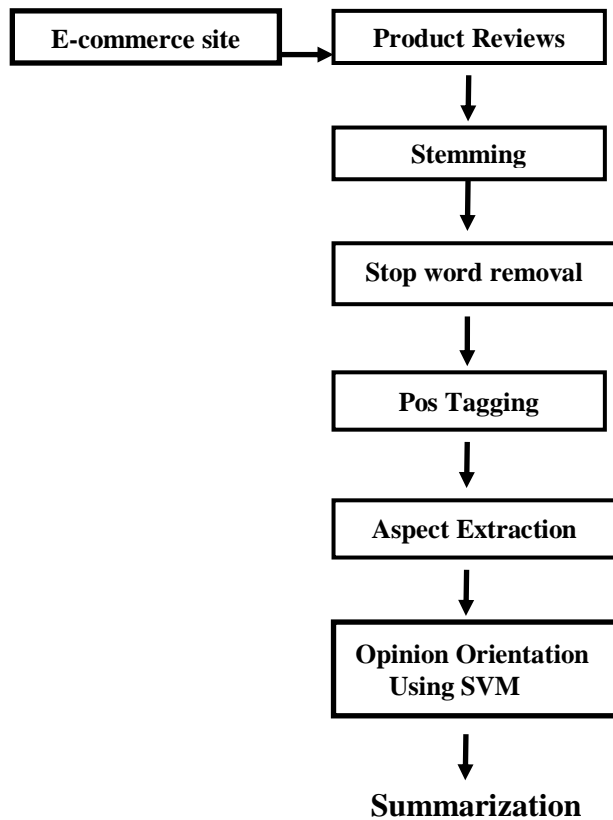 E-commerce site
Product Reviews
Stemming
Stop word removal
Pos Tagging
Aspect Extraction
Opinion Orientation
Using SVM
Summarization